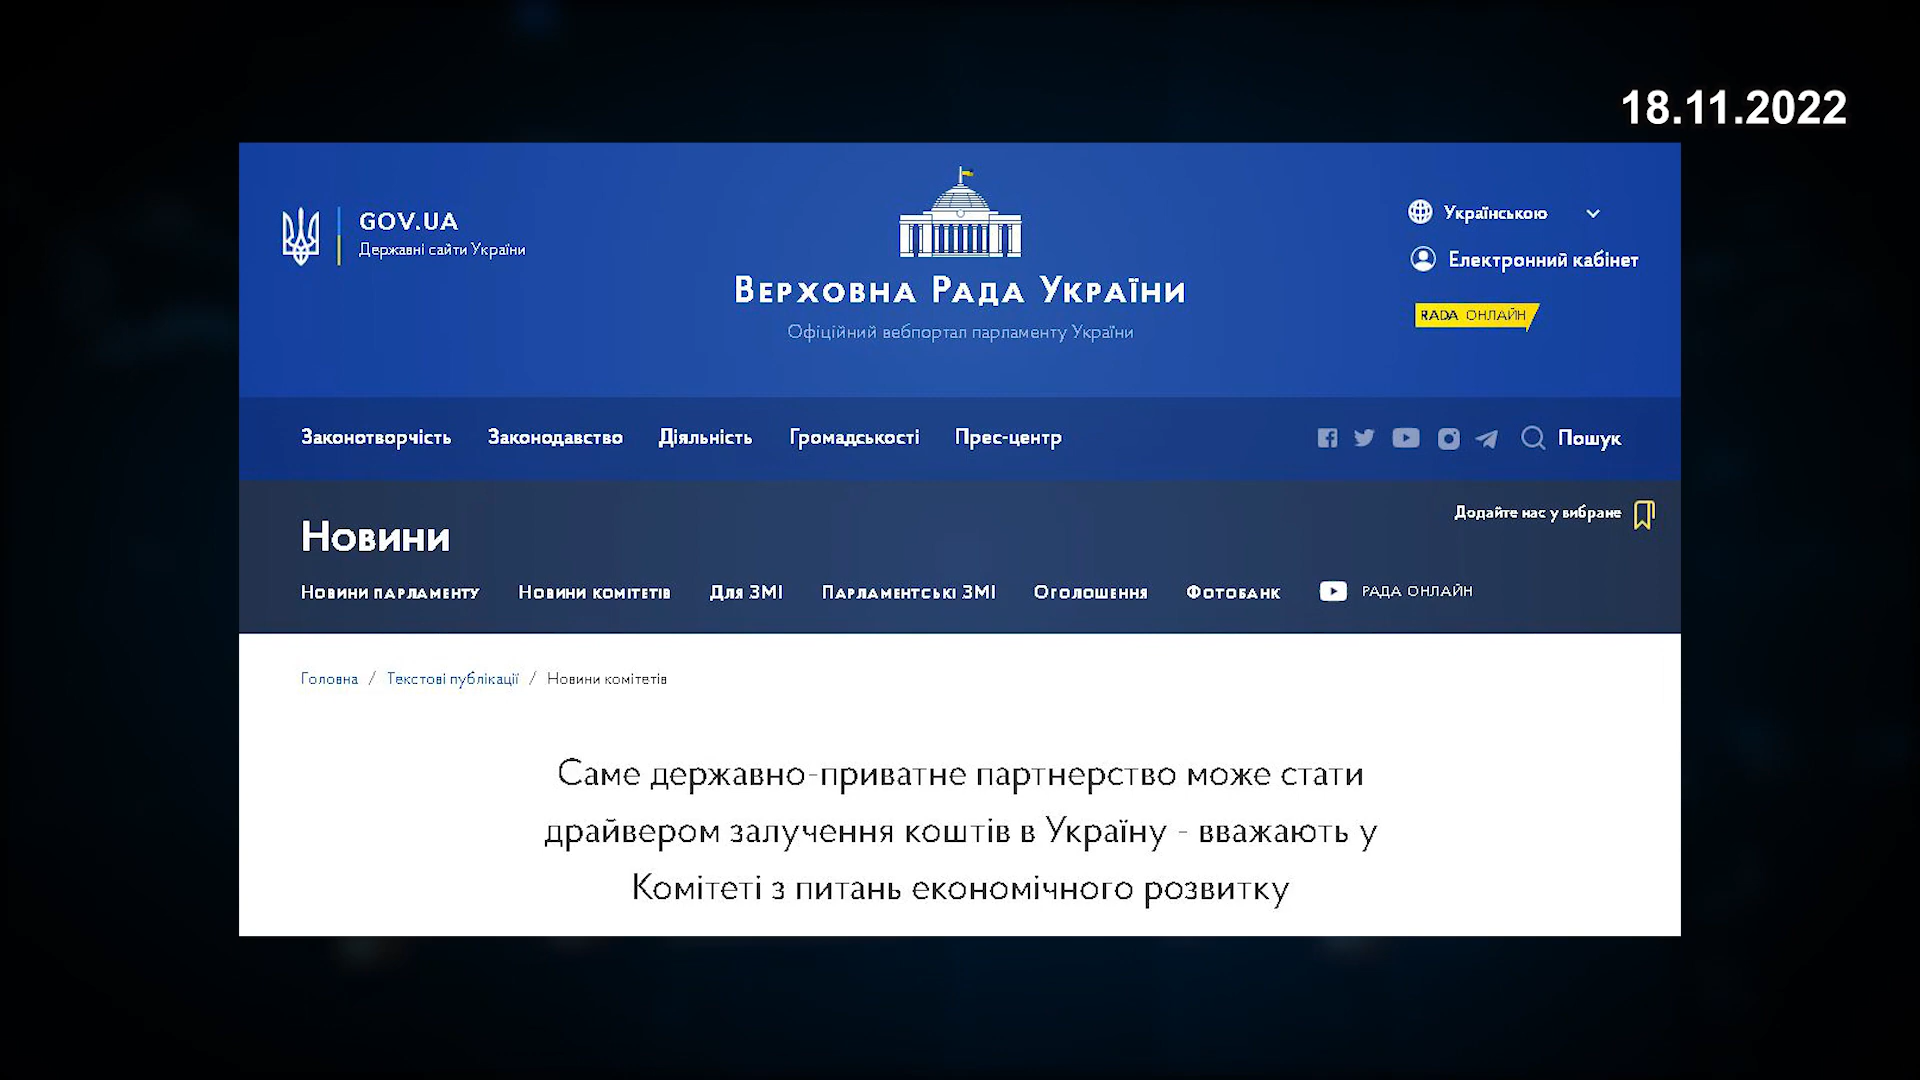 18.11.2022
GOV.UA
Державні сайти України
Верховна Рада України
Офіційний вебпортал парламенту України
Українською
Електронний кабінет
RADA ОНЛАЙН
Законотворчість Законодавство Діяльність Громадськості Прес-центр Пошук
Додайте нас у вибране
Новини
Новини парламенту Новини комітетів Для ЗМІ Парламентські ЗМІ Оголошення Фотобанк РАДА ОНЛАЙН
Головна / Текстові публікації / Новини комітетів
Саме державно-приватне партнерство може стати
драйвером залучення коштів в Україну - вважають у
Комітеті з питань економічного розвитку